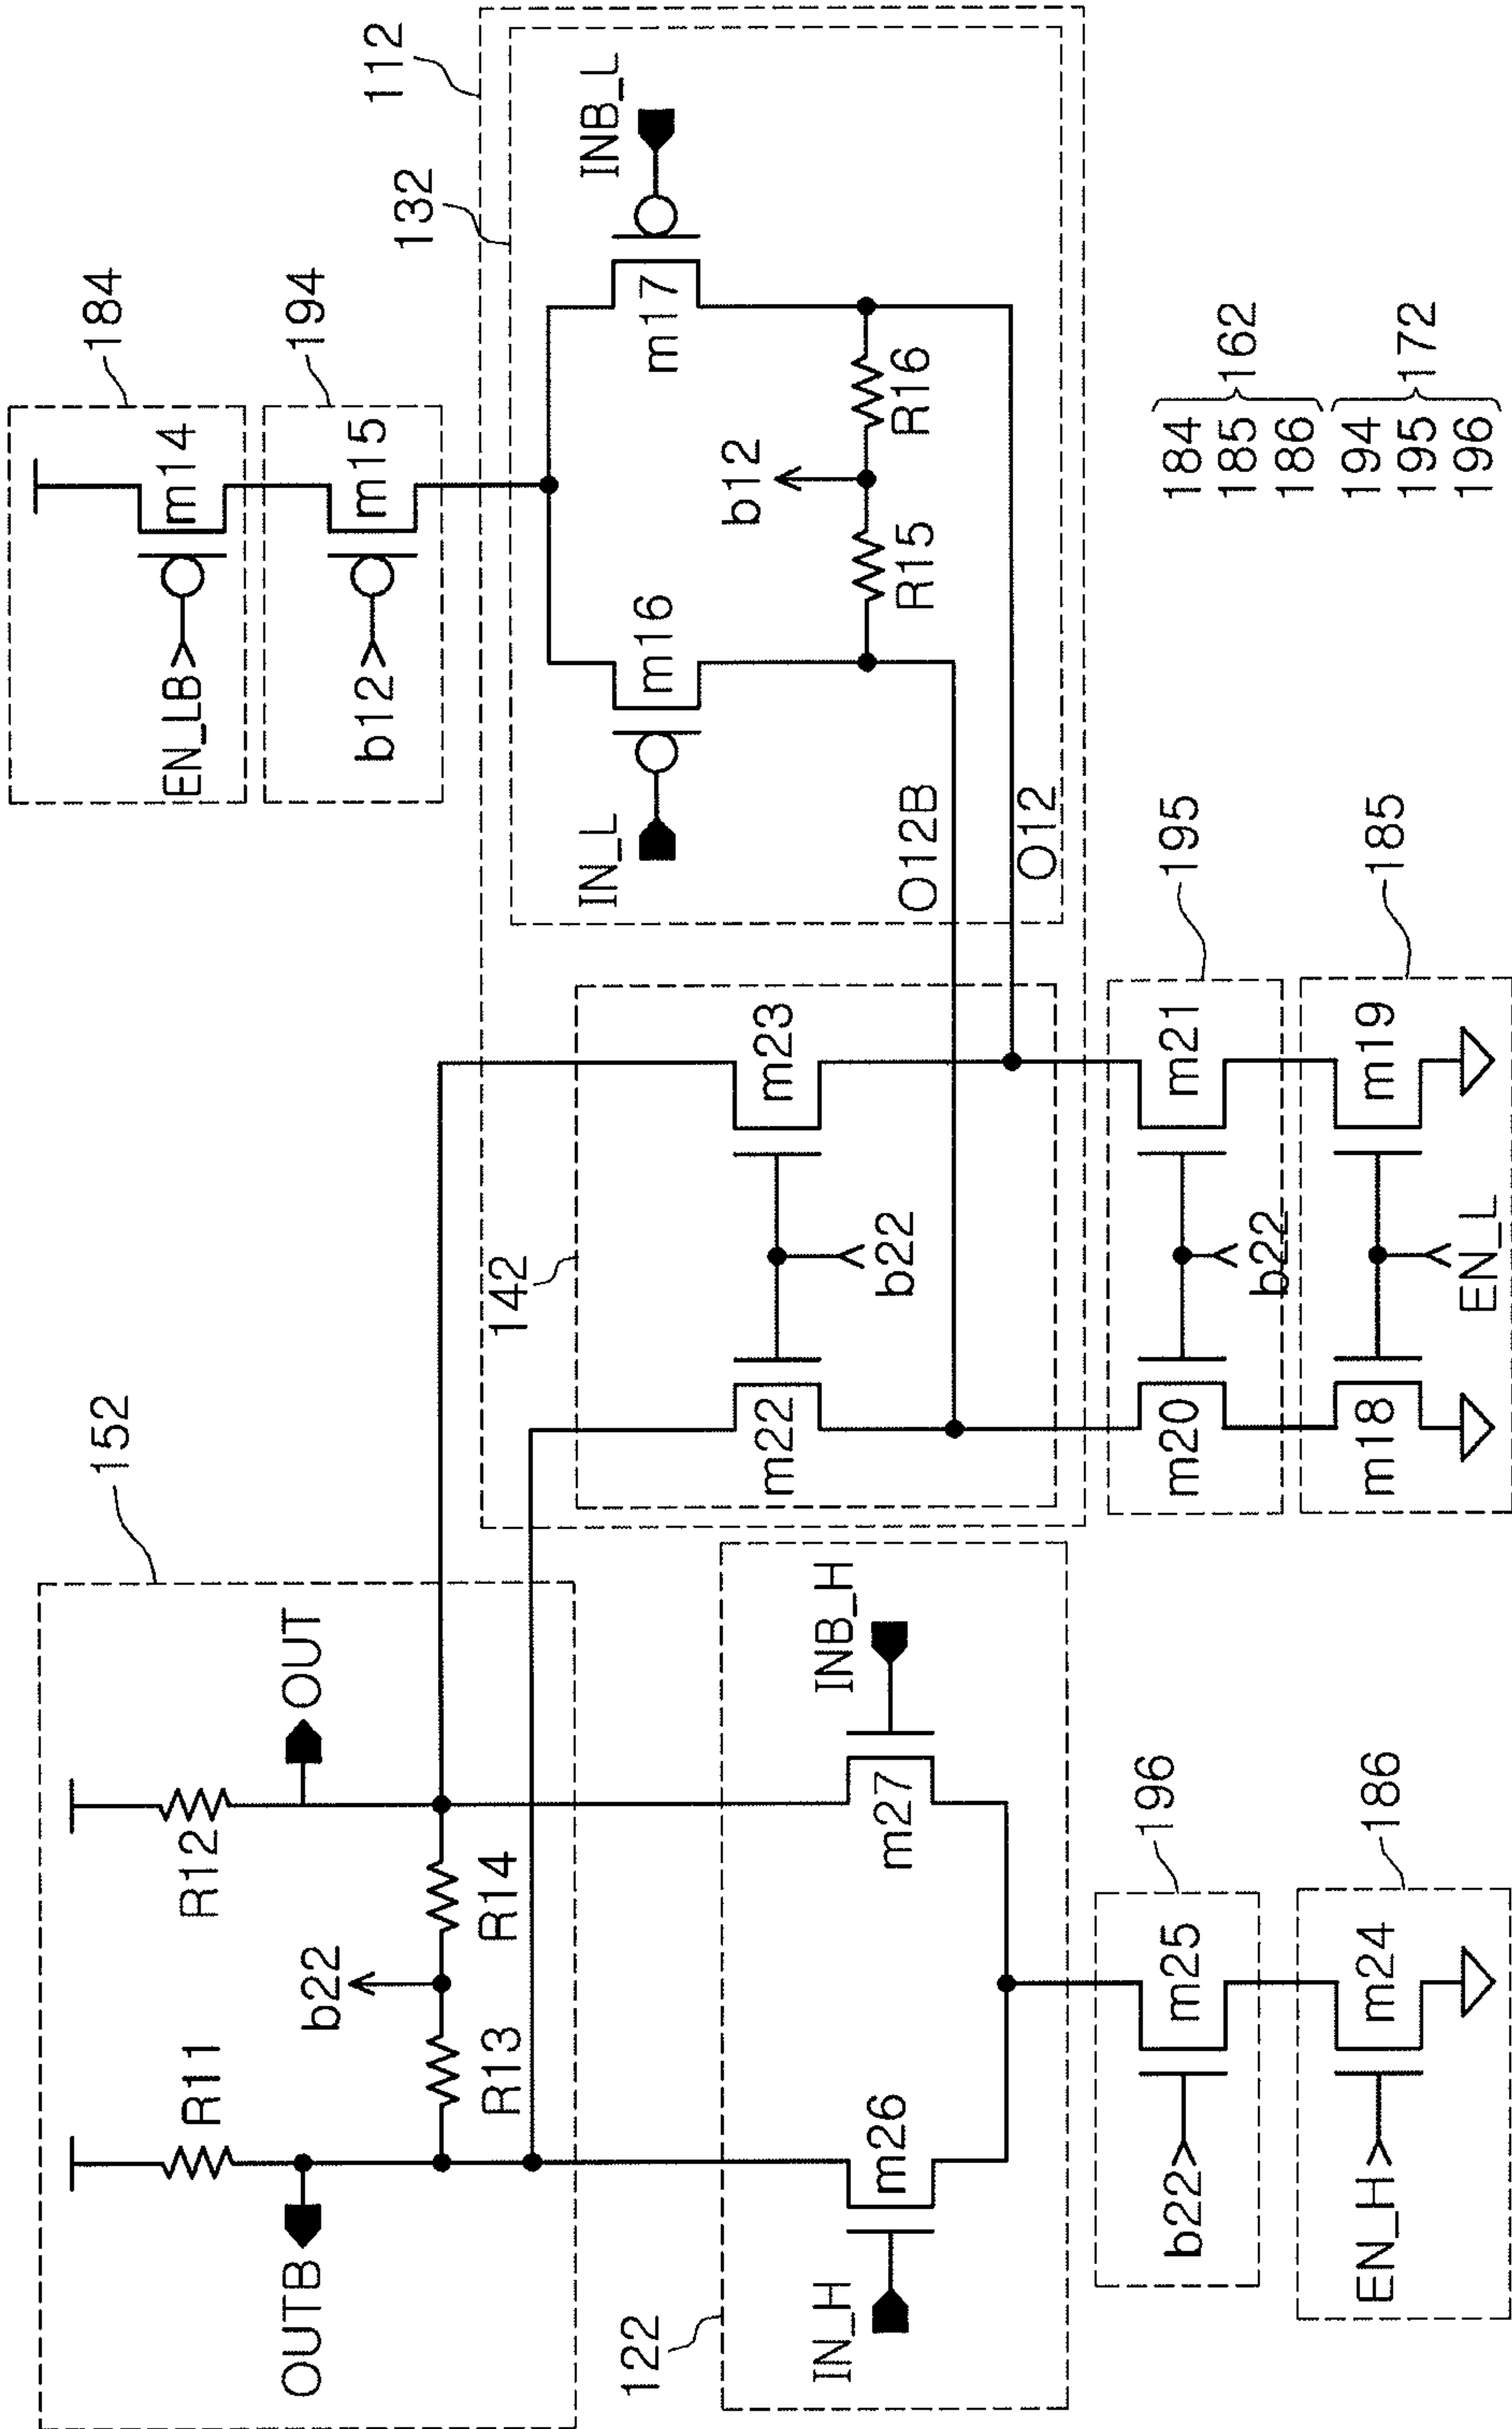 152
OUTB
OUT
R11
R12
b22
R13
R14
122
IN_H
INB_H
m26
m27
b22
m25
196
EN_H
m24
186
142
m22
m23
b22
m20
m21
b22
195
m18
m19
EN_L
185
O12B
O12
184
EN_LB
m14
194
b12
m15
132
112
IN_L
INB_L
m16
m17
b12
R15
R16
184
185
186
162
194
195
196
172